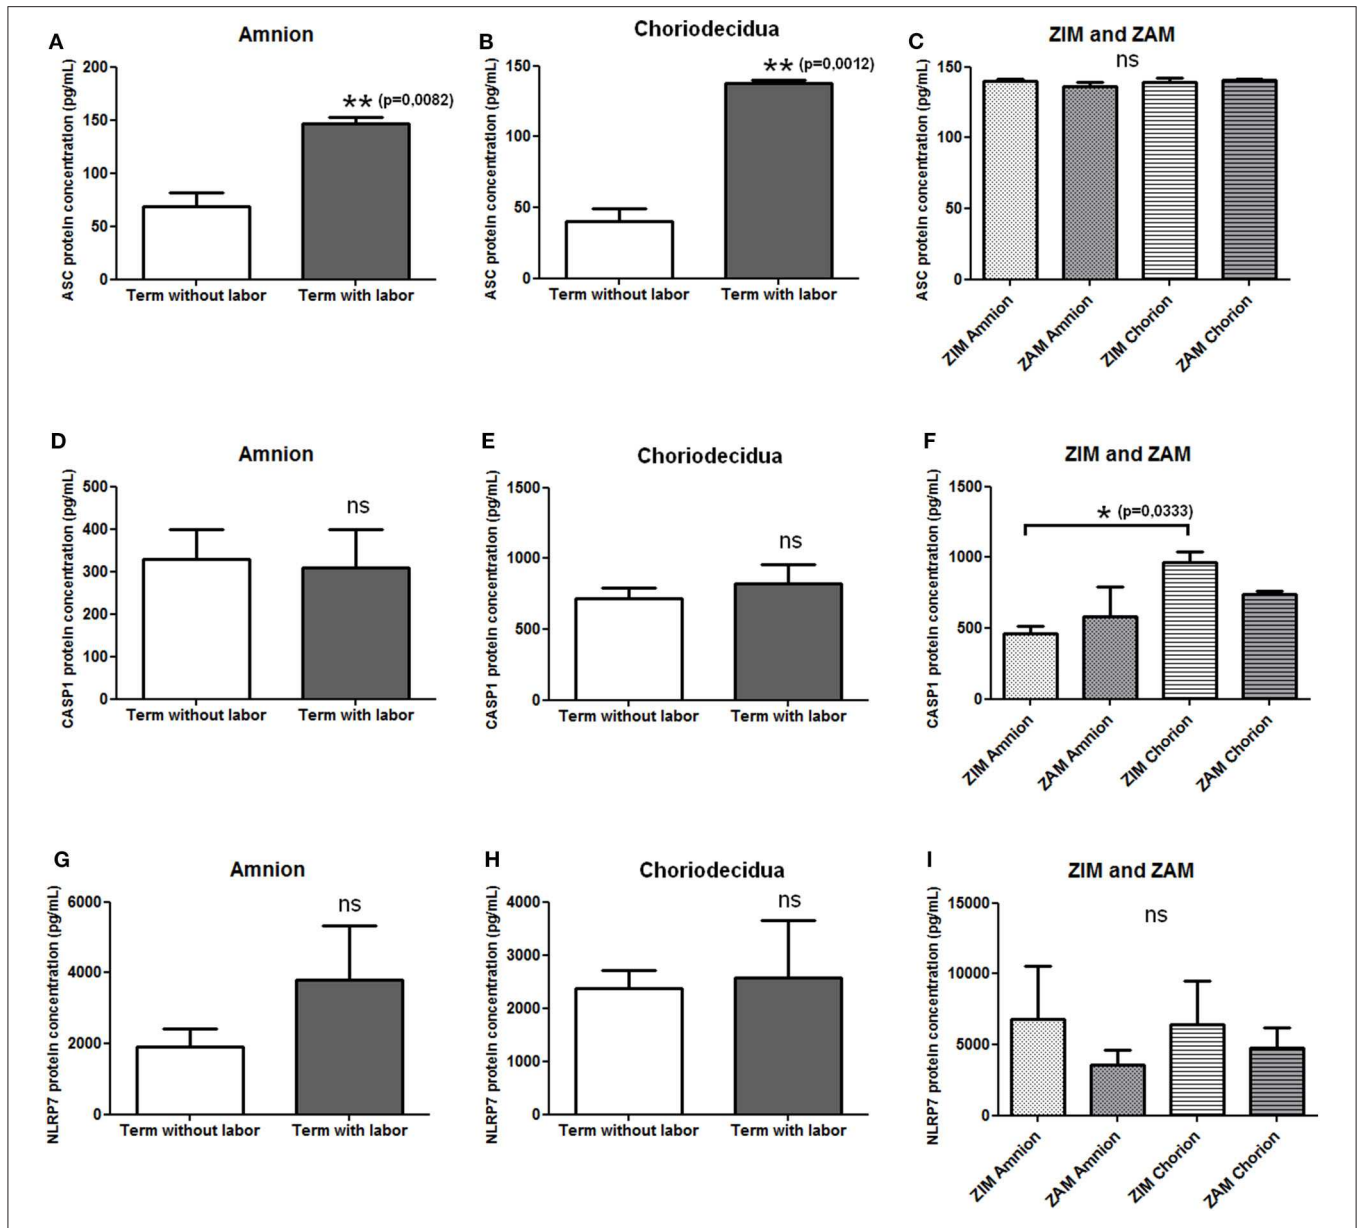 A
Amnion
ASC protein concentration (pg/mL)
200
150
100
50
0
** (p=0,0082)
Term without labor
Term with labor
B
Choriodecidua
ASC protein concentration (pg/mL)
150
100
50
0
** (p=0,0012)
Term without labor
Term with labor
C
ZIM and ZAM
ns
ASC protein concentration (pg/mL)
150
100
50
0
ZIM Amnion
ZAM Amnion
ZIM Chorion
ZAM Chorion
D
Amnion
CASP1 protein concentration (pg/mL)
500
400
300
200
100
0
ns
Term without labor
Term with labor
E
Choriodecidua
CASP1 protein concentration (pg/mL)
1500
1000
500
0
ns
Term without labor
Term with labor
F
ZIM and ZAM
CASP1 protein concentration (pg/mL)
1500
1000
500
0
* (p=0,0333)
ZIM Amnion
ZAM Amnion
ZIM Chorion
ZAM Chorion
G
Amnion
NLRP7 protein concentration (pg/mL)
6000
4000
2000
0
ns
Term without labor
Term with labor
H
Choriodecidua
NLRP7 protein concentration (pg/mL)
4000
3000
2000
1000
0
ns
Term without labor
Term with labor
I
ZIM and ZAM
NLRP7 protein concentration (pg/mL)
15000
10000
5000
0
ns
ZIM Amnion
ZAM Amnion
ZIM Chorion
ZAM Chorion